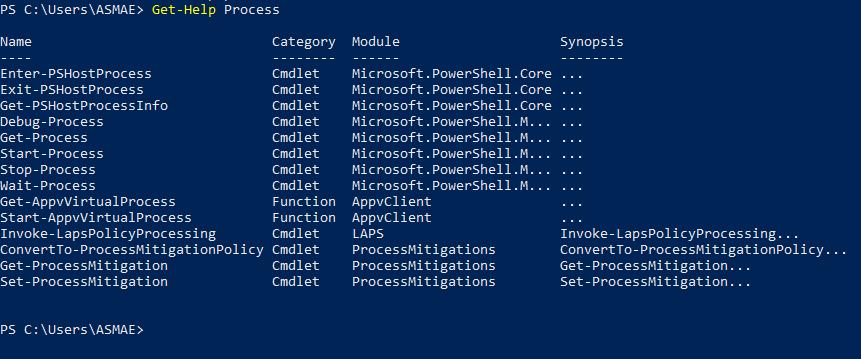 PS C:\Users\ASMAE> Get-Help Process
Name                              Category  Module                    Synopsis
----                              --------  ------                    --------
Enter-PSHostProcess               Cmdlet    Microsoft.PowerShell.Core ...
Exit-PSHostProcess                Cmdlet    Microsoft.PowerShell.Core ...
Get-PSHostProcessInfo             Cmdlet    Microsoft.PowerShell.Core ...
Debug-Process                     Cmdlet    Microsoft.PowerShell.M... ...
Get-Process                       Cmdlet    Microsoft.PowerShell.M... ...
Start-Process                     Cmdlet    Microsoft.PowerShell.M... ...
Stop-Process                      Cmdlet    Microsoft.PowerShell.M... ...
Wait-Process                      Cmdlet    Microsoft.PowerShell.M... ...
Get-AppvVirtualProcess            Function  AppvClient                ...
Start-AppvVirtualProcess          Function  AppvClient                ...
Invoke-LapsPolicyProcessing       Cmdlet    LAPS                      Invoke-LapsPolicyProcessing...
ConvertTo-ProcessMitigationPolicy Cmdlet    ProcessMitigations        ConvertTo-ProcessMitigationPolicy...
Get-ProcessMitigation             Cmdlet    ProcessMitigations        Get-ProcessMitigation...
Set-ProcessMitigation             Cmdlet    ProcessMitigations        Set-ProcessMitigation...
PS C:\Users\ASMAE>